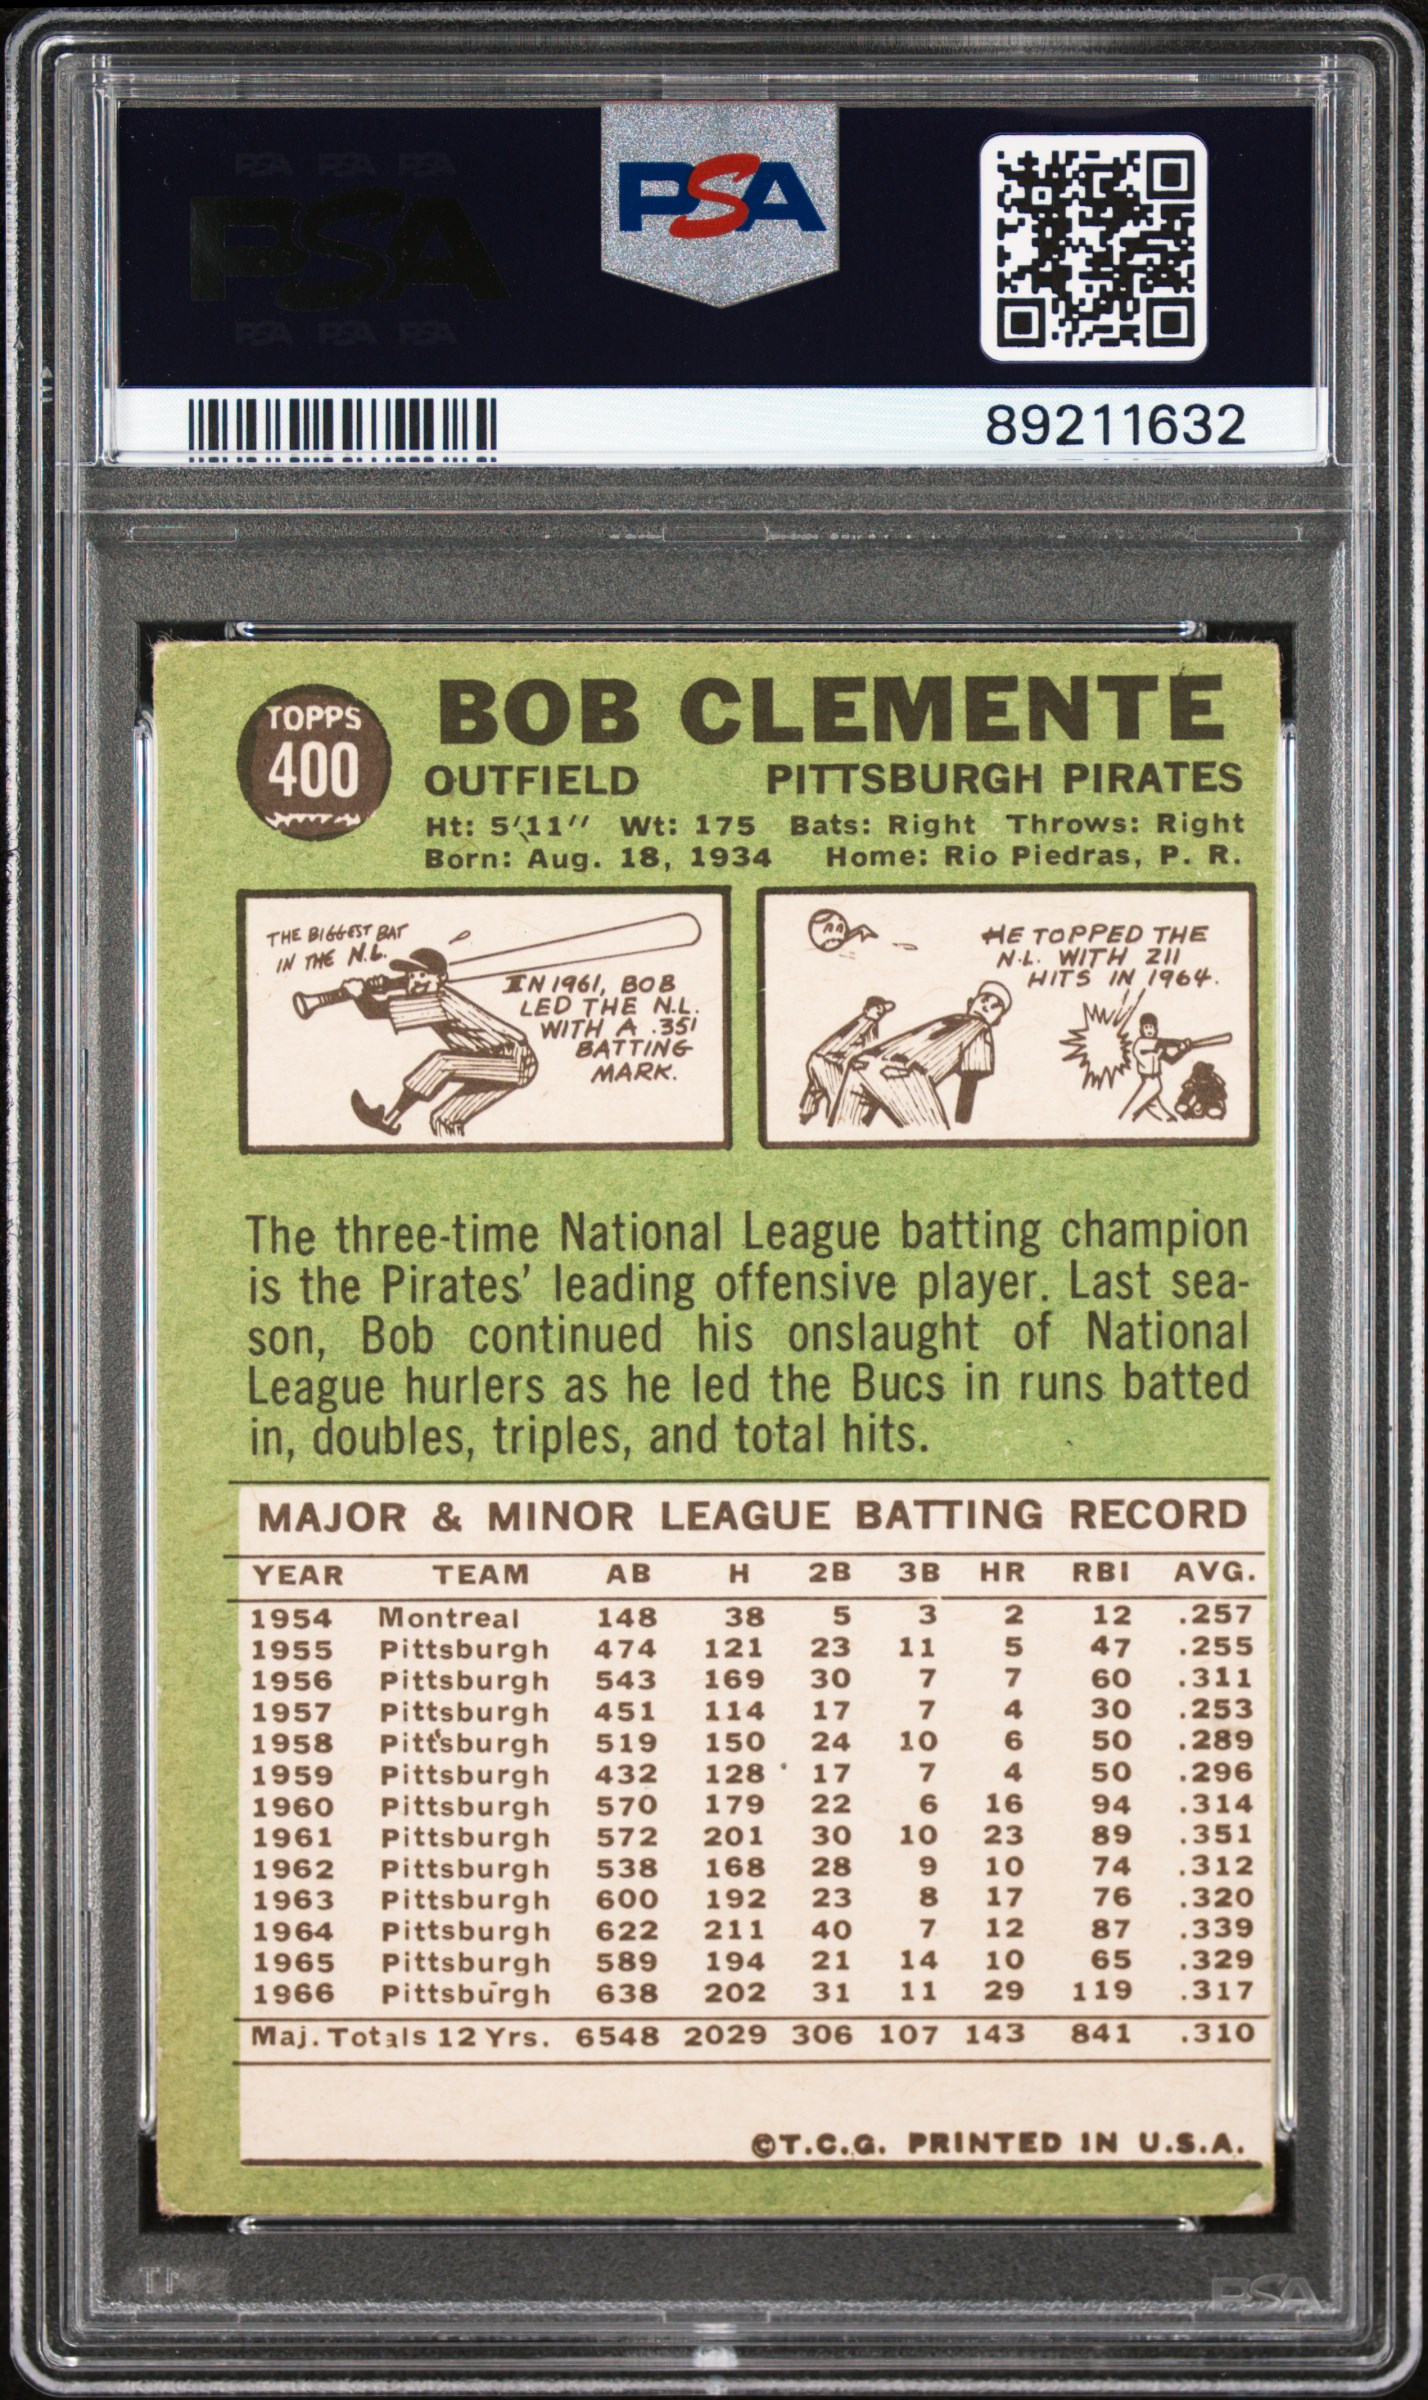 PSA PSA PSA
PSA
PSA PSA PSA
PSA
89211632
TOPPS
400
BOB CLEMENTE
OUTFIELD PITTSBURGH PIRATES
Ht: 5'11" Wt: 175 Bats: Right Throws: Right
Born: Aug. 18, 1934 Home: Rio Piedras, P. R.
THE BIGGEST BAT
IN THE N.L.
IN 1961, BOB
LED THE N.L.
WITH A .351
BATTING
MARK.
HE TOPPED THE
N.L. WITH 211
HITS IN 1964.
The three-time National League batting champion
is the Pirates' leading offensive player. Last sea-
son, Bob continued his onslaught of National
League hurlers as he led the Bucs in runs batted
in, doubles, triples, and total hits.
MAJOR & MINOR LEAGUE BATTING RECORD
YEAR TEAM AB H 2B 3B HR RBI AVG.
1954 Montreal 148 38 5 3 2 12 .257
1955 Pittsburgh 474 121 23 11 5 47 .255
1956 Pittsburgh 543 169 30 7 7 60 .311
1957 Pittsburgh 451 114 17 7 4 30 .253
1958 Pittsburgh 519 150 24 10 6 50 .289
1959 Pittsburgh 432 128 17 7 4 50 .296
1960 Pittsburgh 570 179 22 6 16 94 .314
1961 Pittsburgh 572 201 30 10 23 89 .351
1962 Pittsburgh 538 168 28 9 10 74 .312
1963 Pittsburgh 600 192 23 8 17 76 .320
1964 Pittsburgh 622 211 40 7 12 87 .339
1965 Pittsburgh 589 194 21 14 10 65 .329
1966 Pittsburgh 638 202 31 11 29 119 .317
Maj. Totals 12 Yrs. 6548 2029 306 107 143 841 .310
©T.C.G. PRINTED IN U.S.A.
PSA